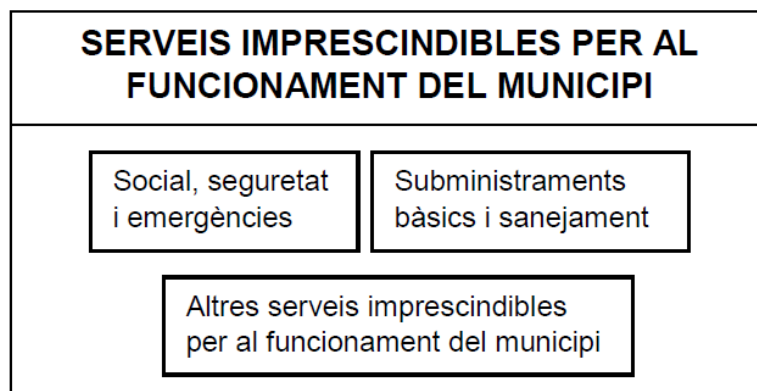 SERVEIS IMPRESCINDIBLES PER AL
FUNCIONAMENT DEL MUNICIPI
Social, seguretat
i emergències
Subministraments
bàsics i sanejament
Altres serveis imprescindibles
per al funcionament del municipi